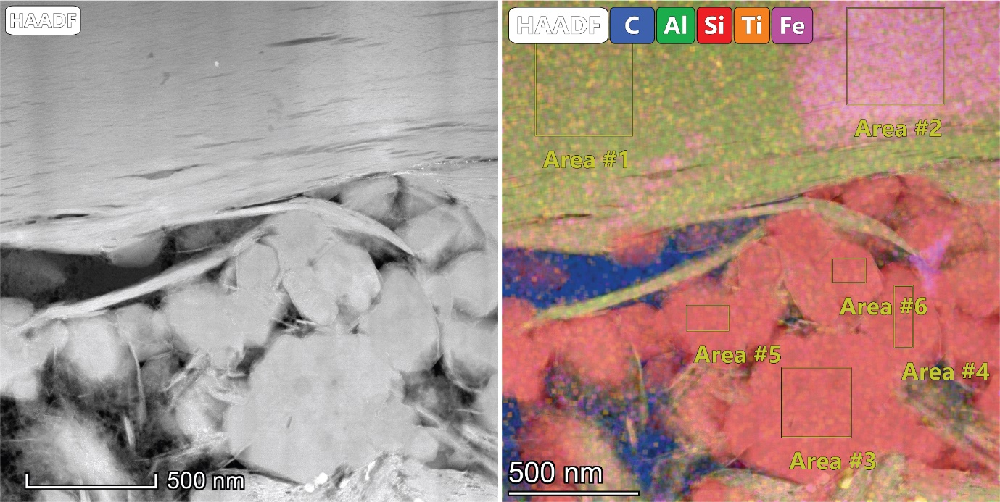 HAADF
500 nm
HAADF C Al Si Ti Fe
Area #1
Area #2
Area #6
Area #5
Area #4
Area #3
500 nm